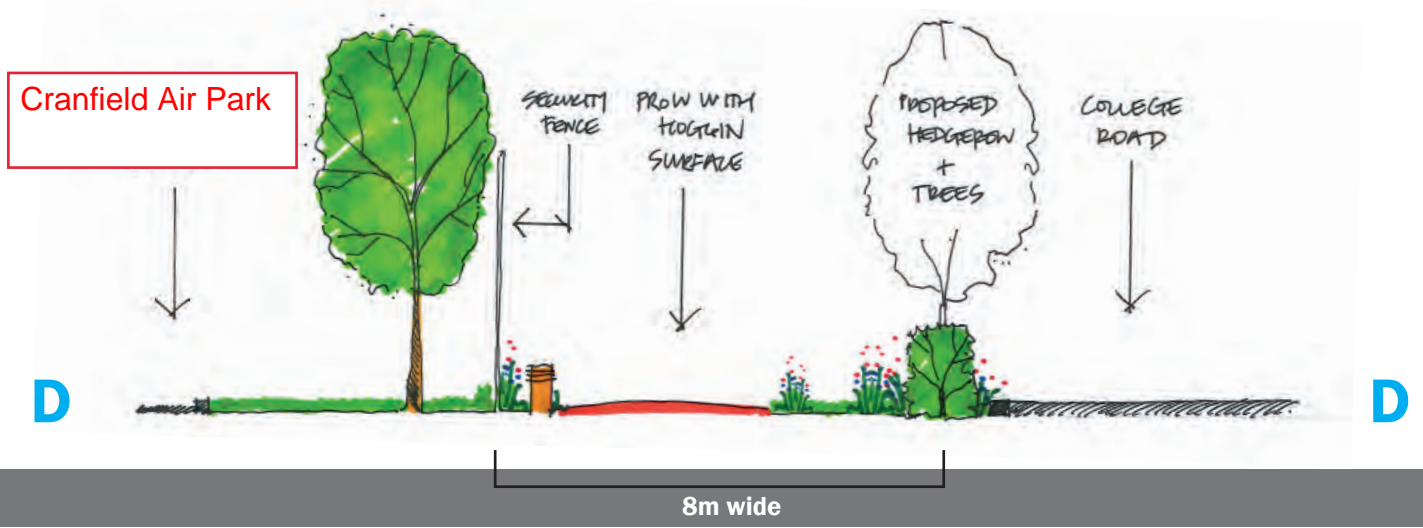 Cranfield Air Park
SECURITY
FENCE
PROW WITH
HOGGIN
SURFACE
PROPOSED
HEDGEROW
+
TREES
COLLEGE
ROAD
D
D
8m wide